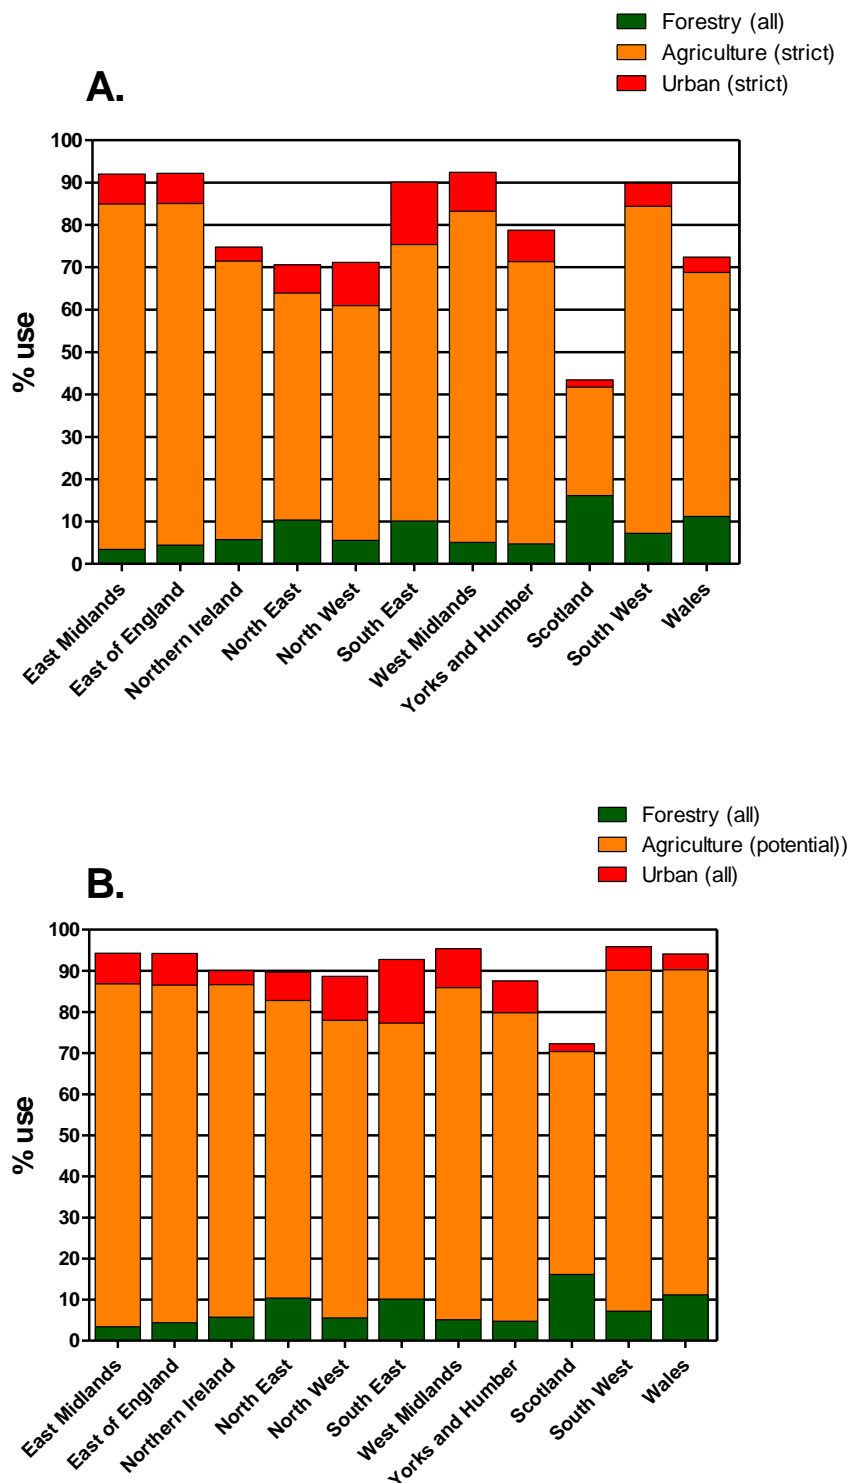 Forestry (all)
Agriculture (strict)
Urban (strict)
A.
100
90
80
70
60
50
40
30
20
10
0
% use
East Midlands
East of England
Northern Ireland
North East
North West
South East
West Midlands
Yorks and Humber
Scotland
South West
Wales
Forestry (all)
Agriculture (potential))
Urban (all)
B.
100
90
80
70
60
50
40
30
20
10
0
% use
East Midlands
East of England
Northern Ireland
North East
North West
South East
West Midlands
Yorks and Humber
Scotland
South West
Wales